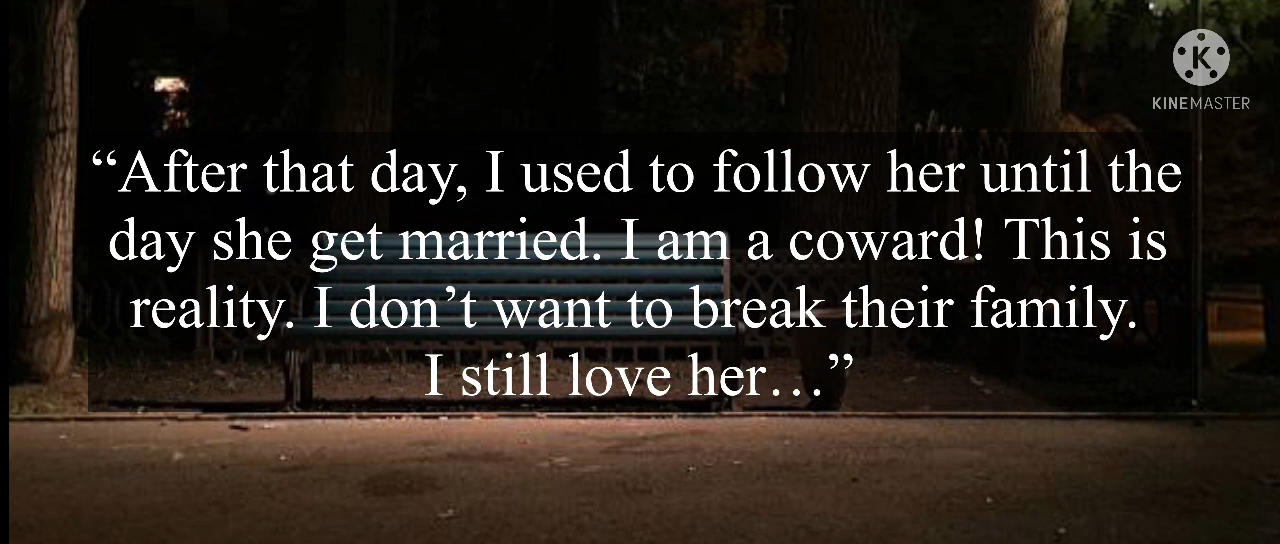 KINEMASTER
“After that day, I used to follow her until the
day she get married. I am a coward! This is
reality. I don’t want to break their family.
I still love her…”